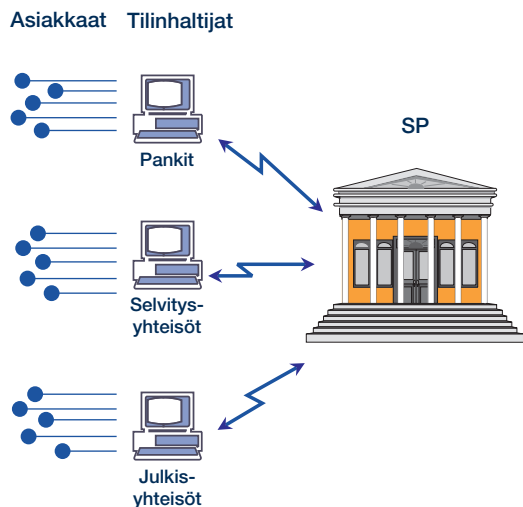 Asiakkaat Tilinhaltijat
SP
Pankit
Selvitys-
yhteisöt
Julkis-
yhteisöt